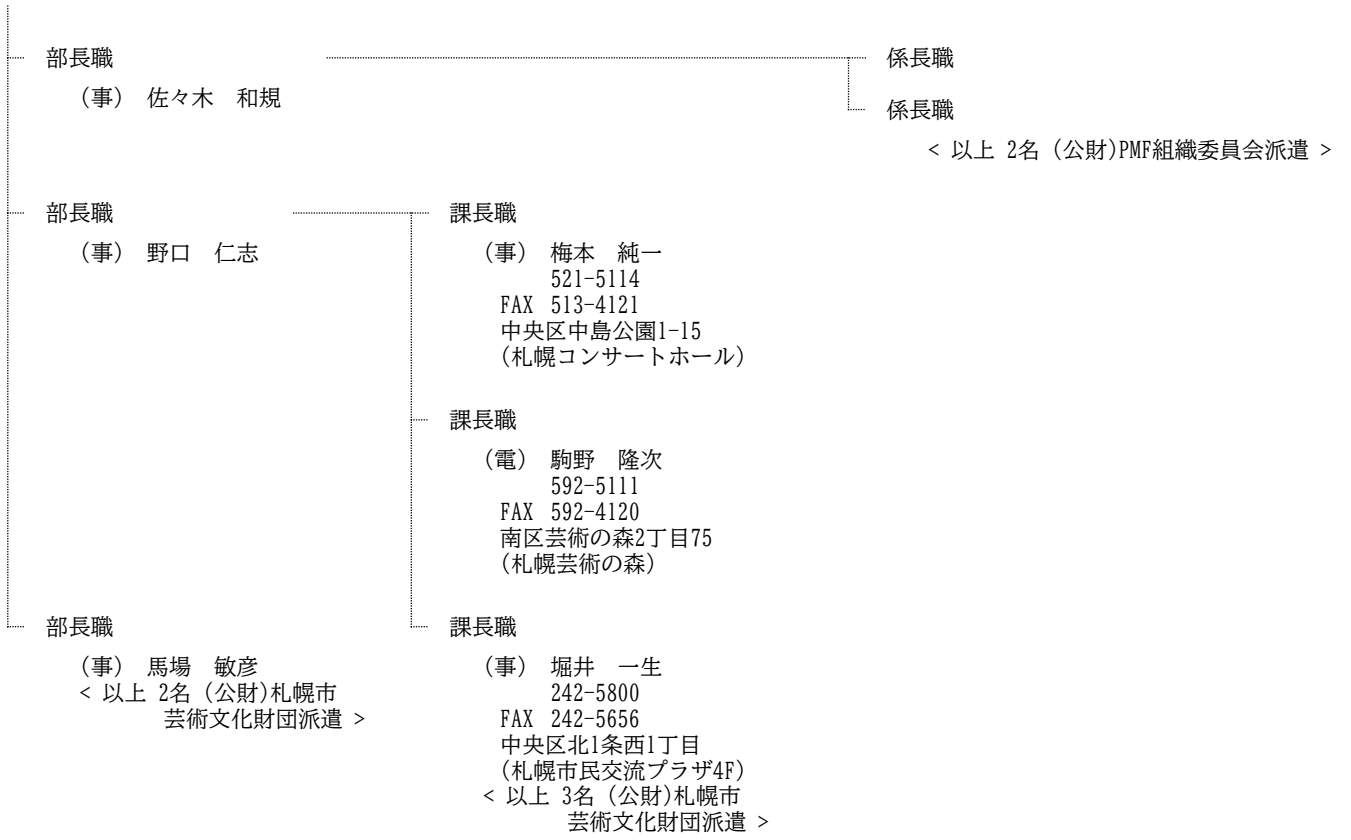 部長職
（事） 佐々木　和規
係長職
係長職
< 以上 2名 (公財)PMF組織委員会派遣 >
部長職
（事） 野口　仁志
課長職
（事） 梅本　純一
521-5114
FAX 513-4121
中央区中島公園1-15
(札幌コンサートホール)
課長職
（電） 駒野　隆次
592-5111
FAX 592-4120
南区芸術の森2丁目75
(札幌芸術の森)
部長職
（事） 馬場　敏彦
< 以上 2名 (公財)札幌市
芸術文化財団派遣 >
課長職
（事） 堀井　一生
242-5800
FAX 242-5656
中央区北1条西1丁目
(札幌市民交流プラザ4F)
< 以上 3名 (公財)札幌市
芸術文化財団派遣 >